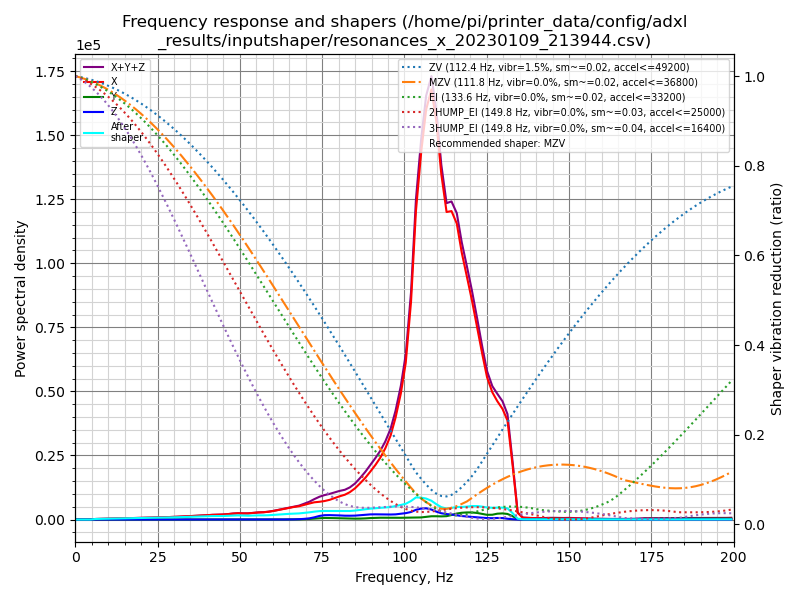 Frequency response and shapers (/home/pi/printer_data/config/adxl
_results/inputshaper/resonances_x_20230109_213944.csv)
1e5
X+Y+Z
X
Y
Z
After
shaper
ZV (112.4 Hz, vibr=1.5%, sm~=0.02, accel<=49200)
MZV (111.8 Hz, vibr=0.0%, sm~=0.02, accel<=36800)
EI (133.6 Hz, vibr=0.0%, sm~=0.02, accel<=33200)
2HUMP_EI (149.8 Hz, vibr=0.0%, sm~=0.03, accel<=25000)
3HUMP_EI (149.8 Hz, vibr=0.0%, sm~=0.04, accel<=16400)
Recommended shaper: MZV
Power spectral density
1.75
1.50
1.25
1.00
0.75
0.50
0.25
0.00
1.0
0.8
0.6
0.4
0.2
0.0
Shaper vibration reduction (ratio)
0 25 50 75 100 125 150 175 200
Frequency, Hz